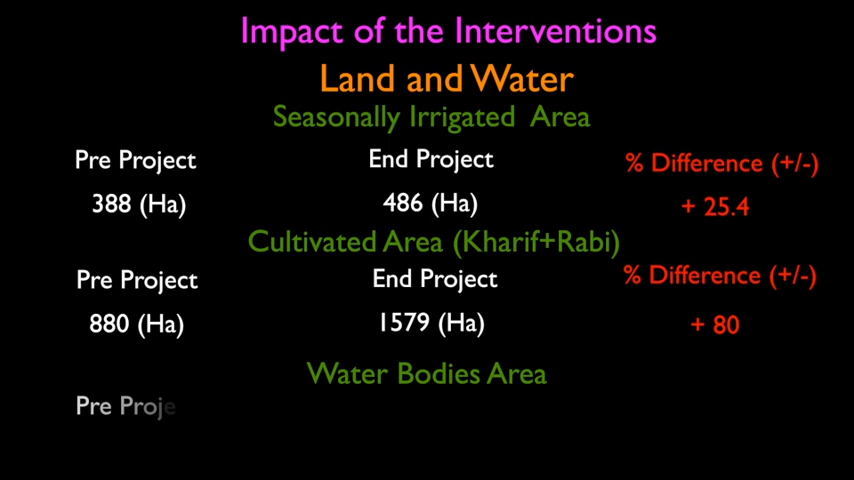 Impact of the Interventions
Land and Water
Seasonally Irrigated Area
Pre Project End Project % Difference (+/-)
388 (Ha) 486 (Ha) + 25.4
Cultivated Area (Kharif+Rabi)
Pre Project End Project % Difference (+/-)
880 (Ha) 1579 (Ha) + 80
Water Bodies Area
Pre Proje